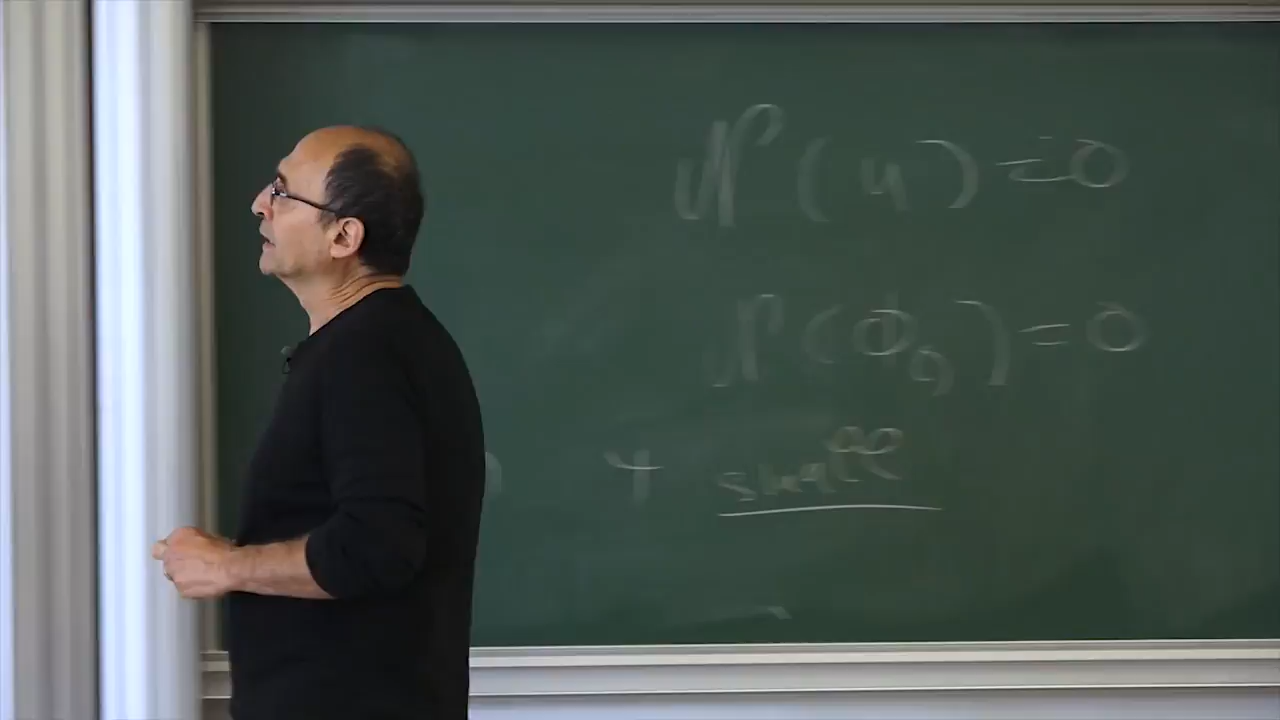 𝒩(u)=0
𝒩(ϕ₀)=0
+ small